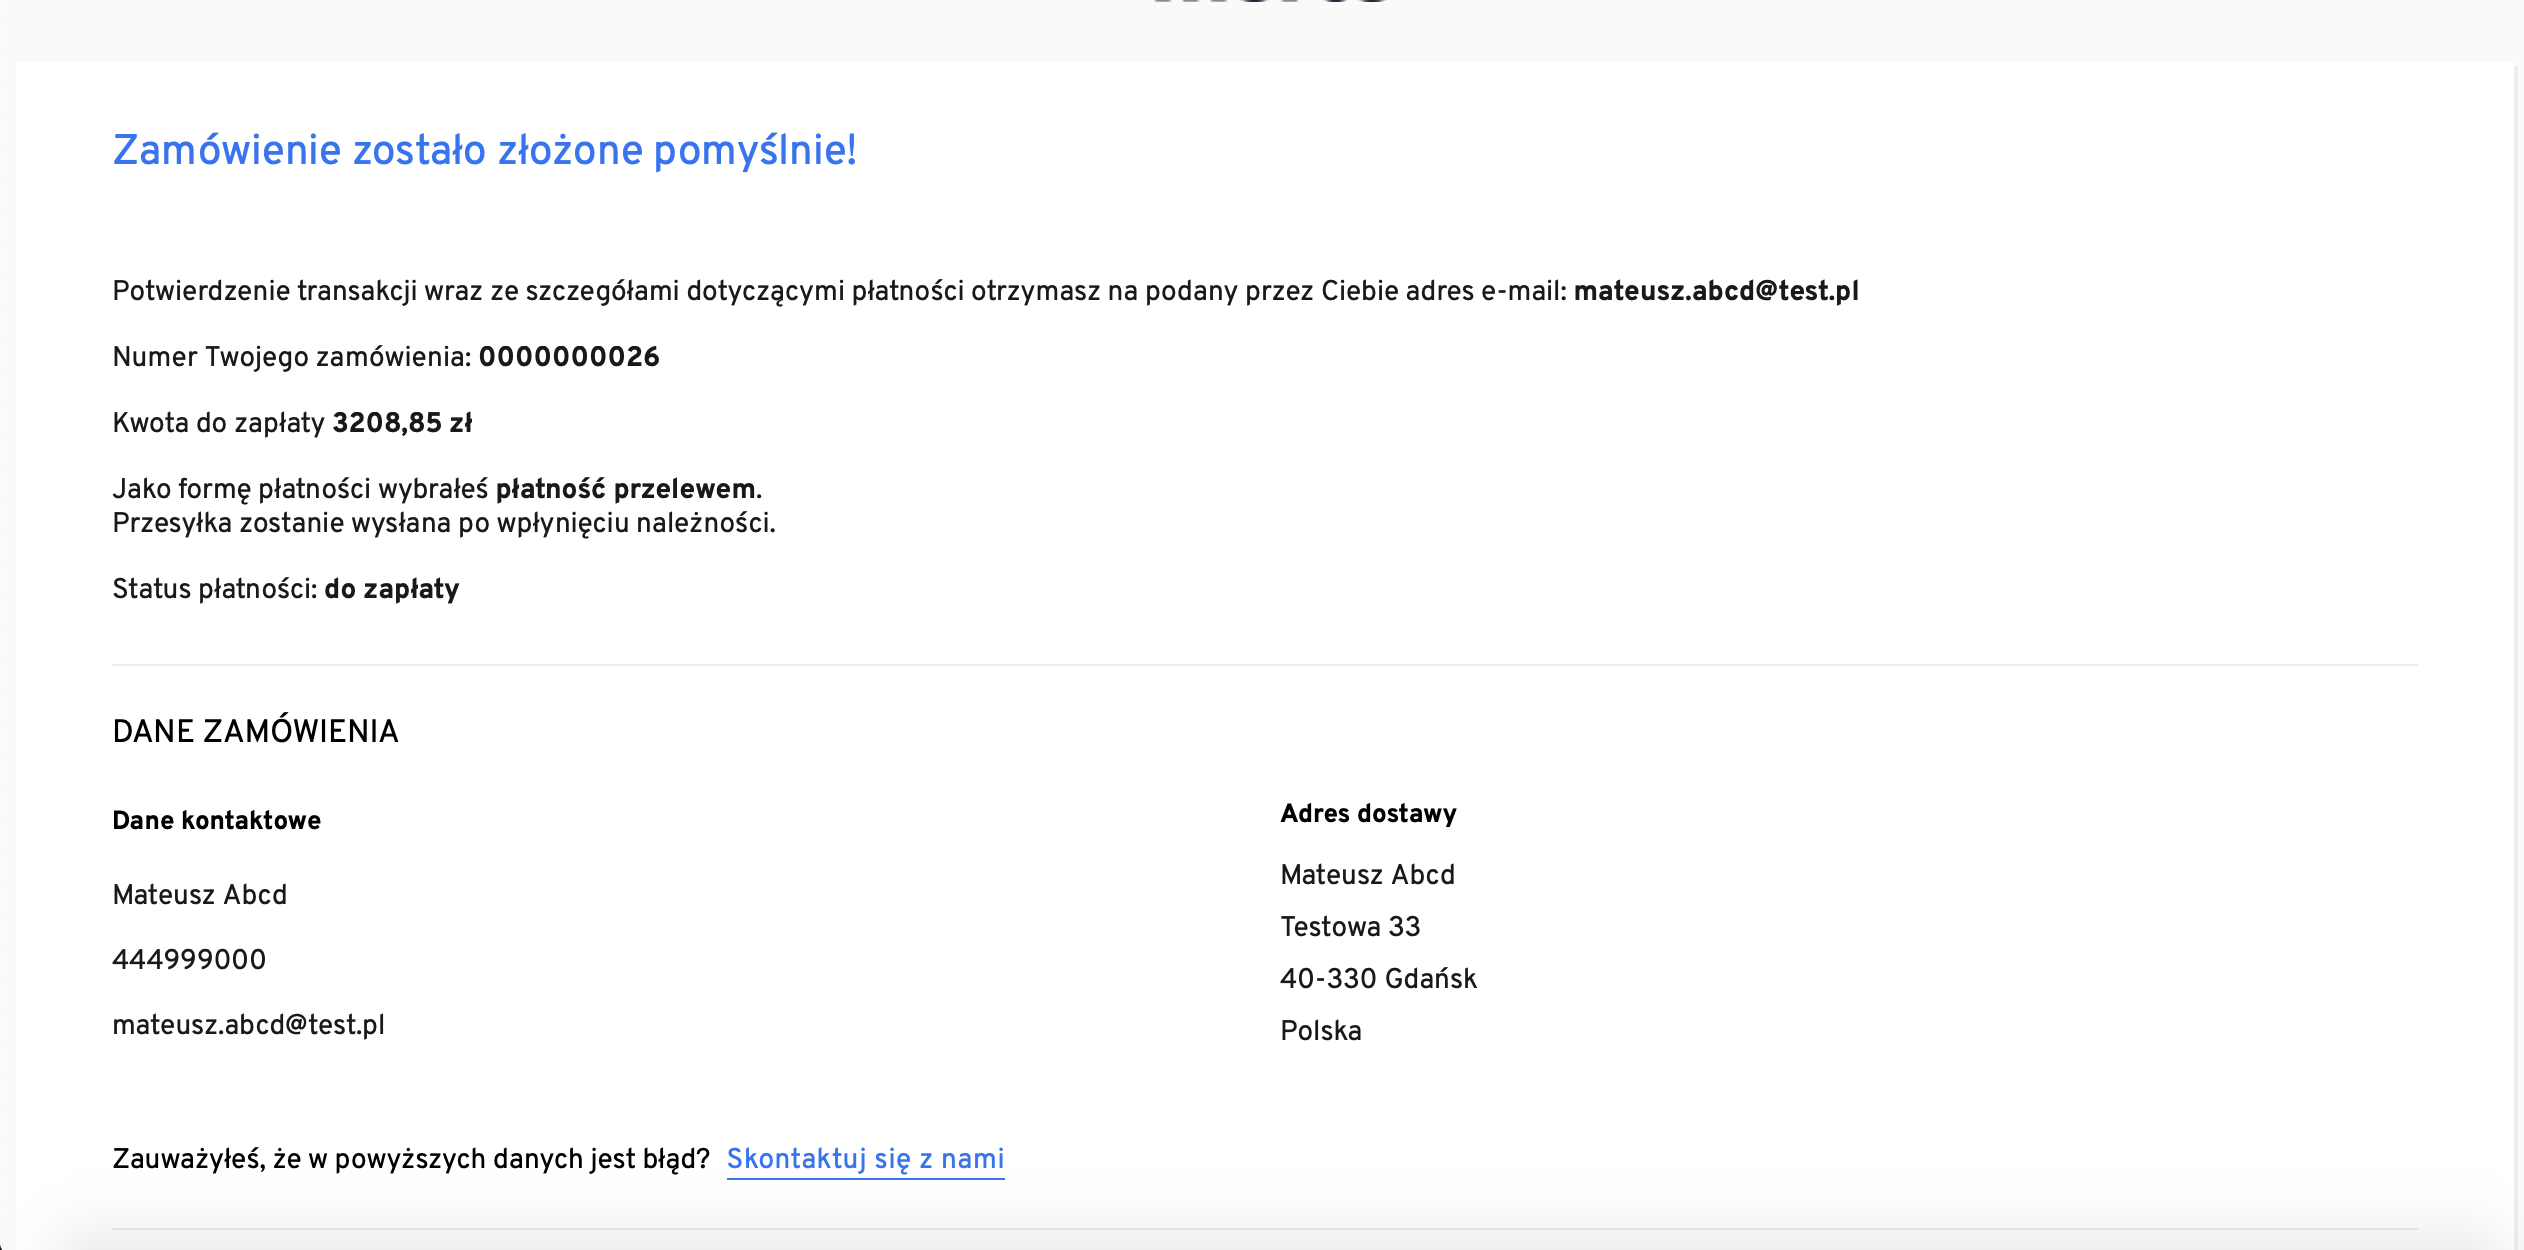 Zamówienie zostało złożone pomyślnie!
Potwierdzenie transakcji wraz ze szczegółami dotyczącymi płatności otrzymasz na podany przez Ciebie adres e-mail: mateusz.abcd@test.pl
Numer Twojego zamówienia: 0000000026
Kwota do zapłaty 3208,85 zł
Jako formę płatności wybrałeś płatność przelewem.
Przesyłka zostanie wysłana po wpłynięciu należności.
Status płatności: do zapłaty
DANE ZAMÓWIENIA
Dane kontaktowe
Mateusz Abcd
444999000
mateusz.abcd@test.pl
Adres dostawy
Mateusz Abcd
Testowa 33
40-330 Gdańsk
Polska
Zauważyłeś, że w powyższych danych jest błąd? Skontaktuj się z nami